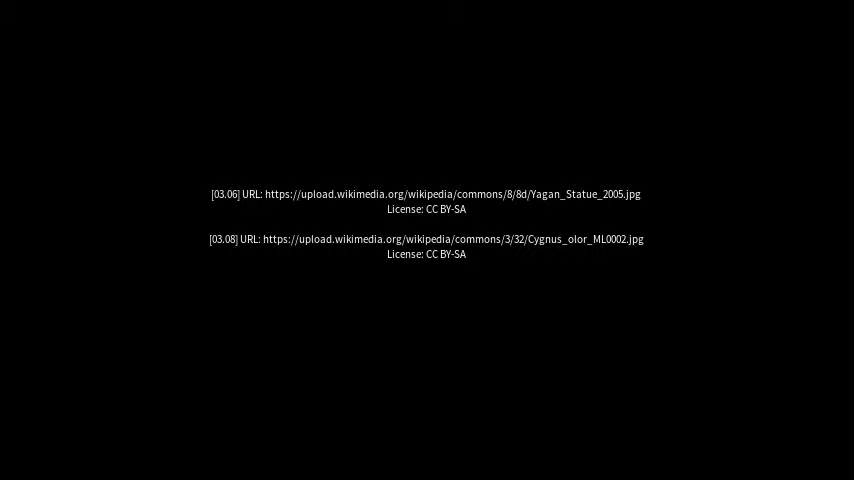 [03.06] URL: https://upload.wikimedia.org/wikipedia/commons/8/8d/Yagan_Statue_2005.jpg
License: CC BY-SA
[03.08] URL: https://upload.wikimedia.org/wikipedia/commons/3/32/Cygnus_olor_ML0002.jpg
License: CC BY-SA